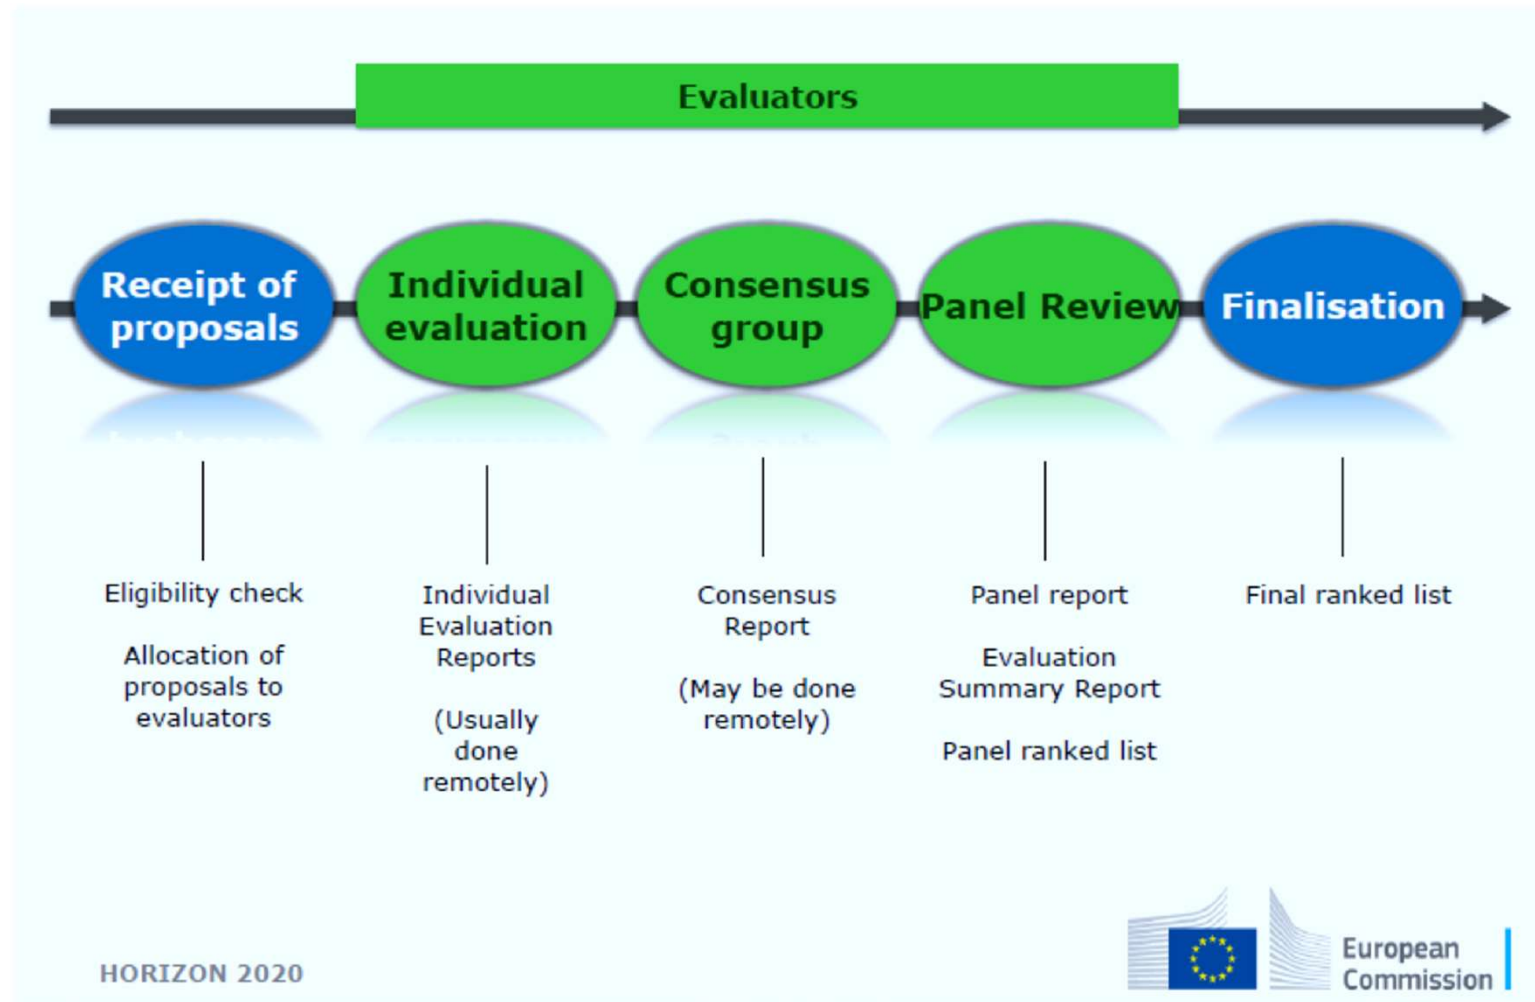 Evaluators
Receipt of
proposals
Individual
evaluation
Consensus
group
Panel Review
Finalisation
Eligibility check
Allocation of
proposals to
evaluators
Individual
Evaluation
Reports
(Usually
done
remotely)
Consensus
Report
(May be done
remotely)
Panel report
Evaluation
Summary Report
Panel ranked list
Final ranked list
HORIZON 2020
European
Commission